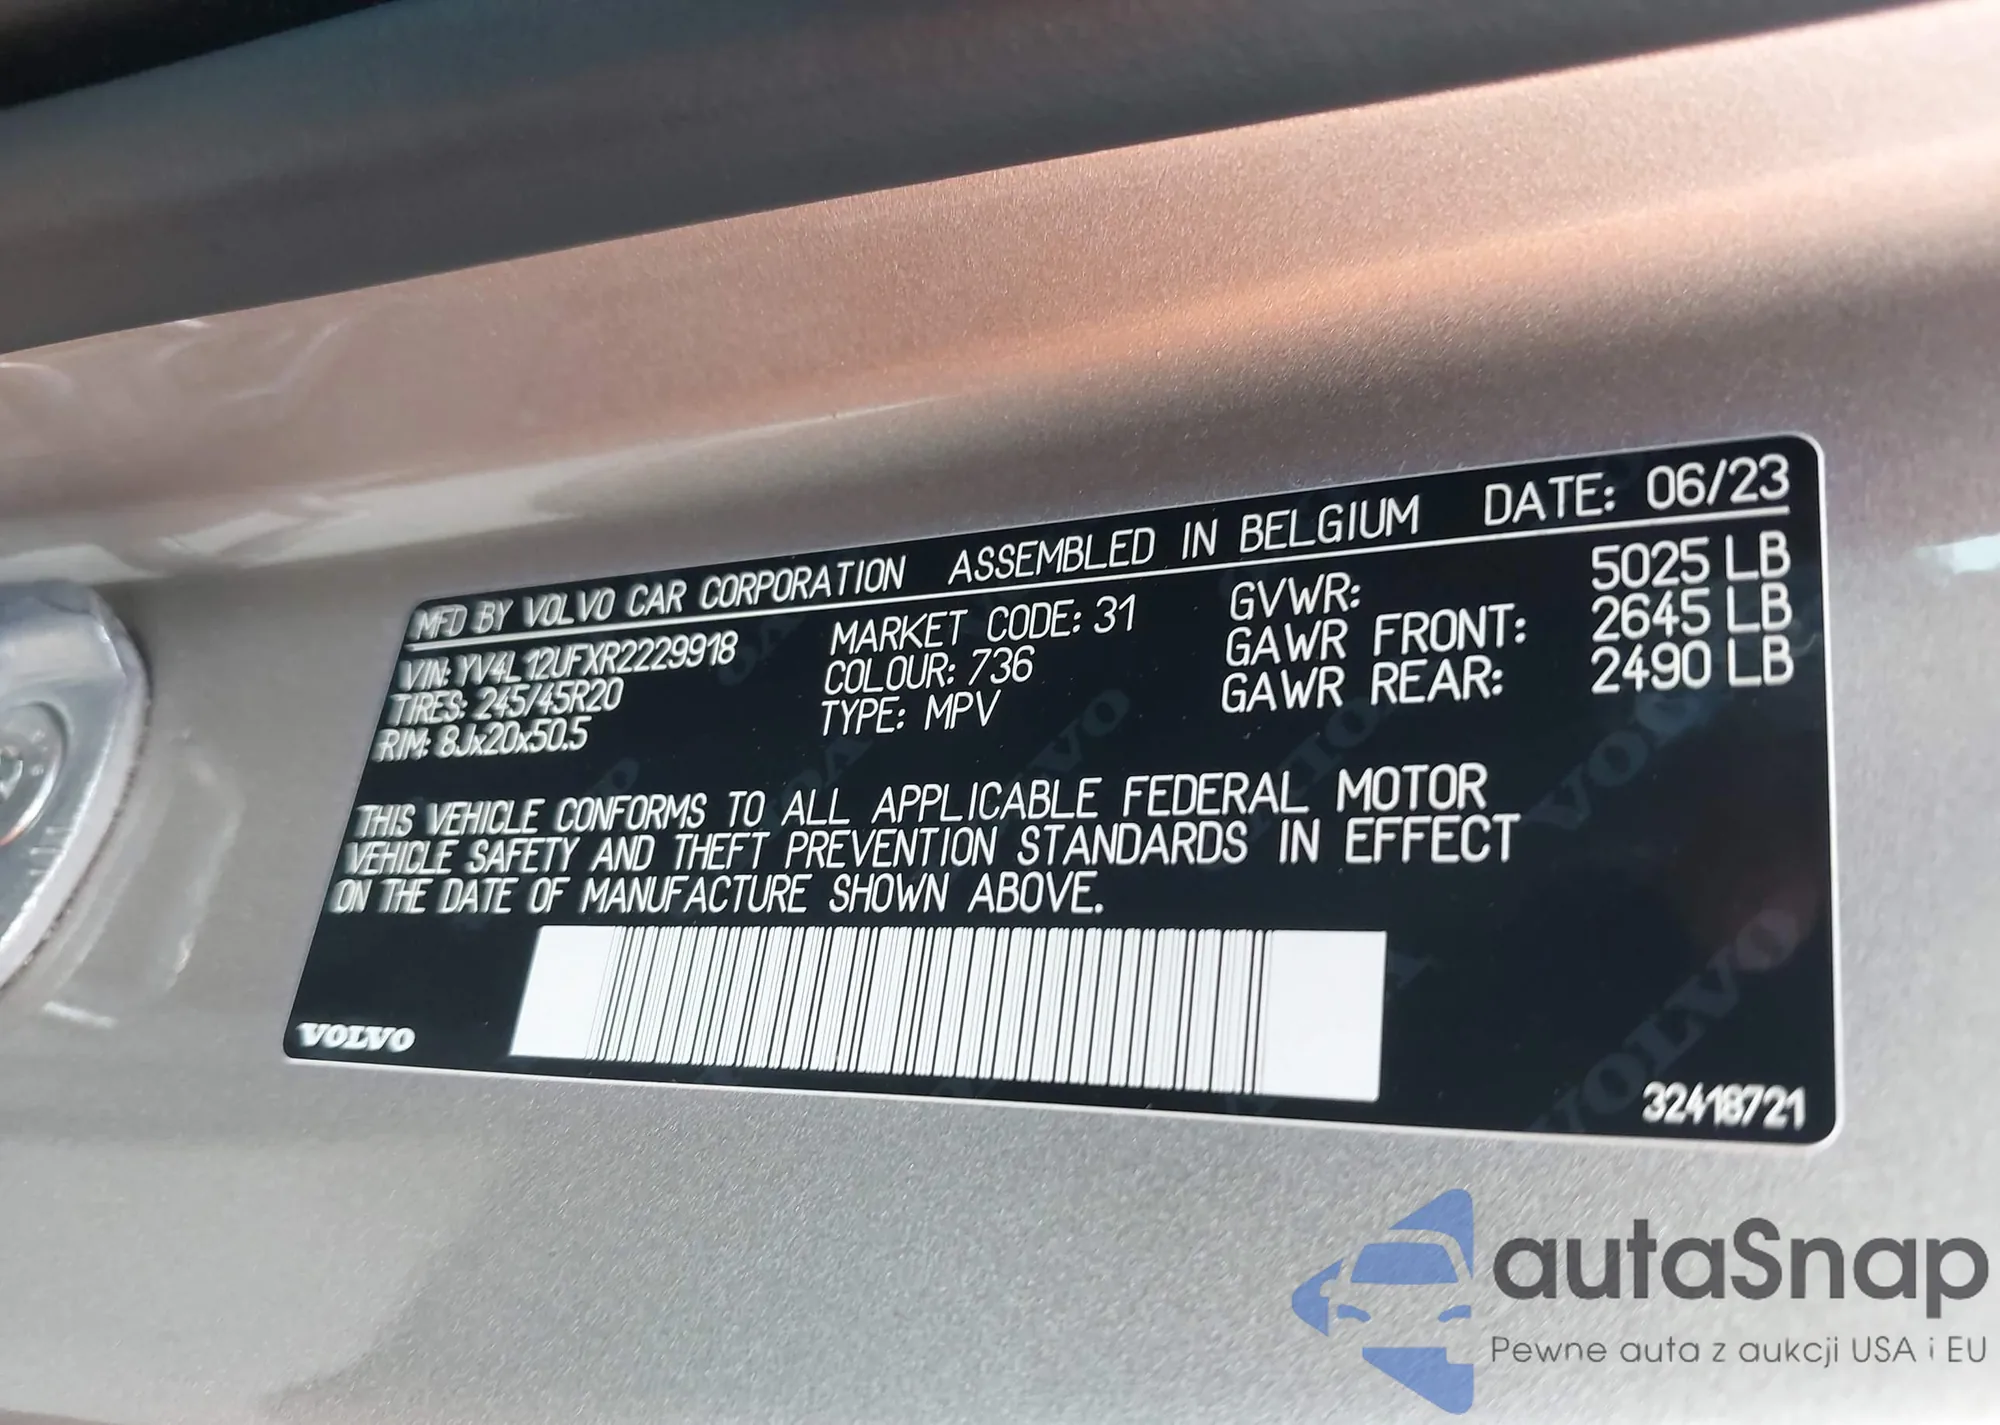 MFD BY VOLVO CAR CORPORATION ASSEMBLED IN BELGIUM DATE: 06/23
VIN: YV4L12UFXR2229918 MARKET CODE: 31 GVWR: 5025 LB
TIRES: 245/45R20 COLOUR: 736 GAWR FRONT: 2645 LB
RIM: 8Jx20x50.5 TYPE: MPV GAWR REAR: 2490 LB
THIS VEHICLE CONFORMS TO ALL APPLICABLE FEDERAL MOTOR
VEHICLE SAFETY AND THEFT PREVENTION STANDARDS IN EFFECT
ON THE DATE OF MANUFACTURE SHOWN ABOVE.
VOLVO
32418721
autaSnap
Pewne auta z aukcji USA i EU